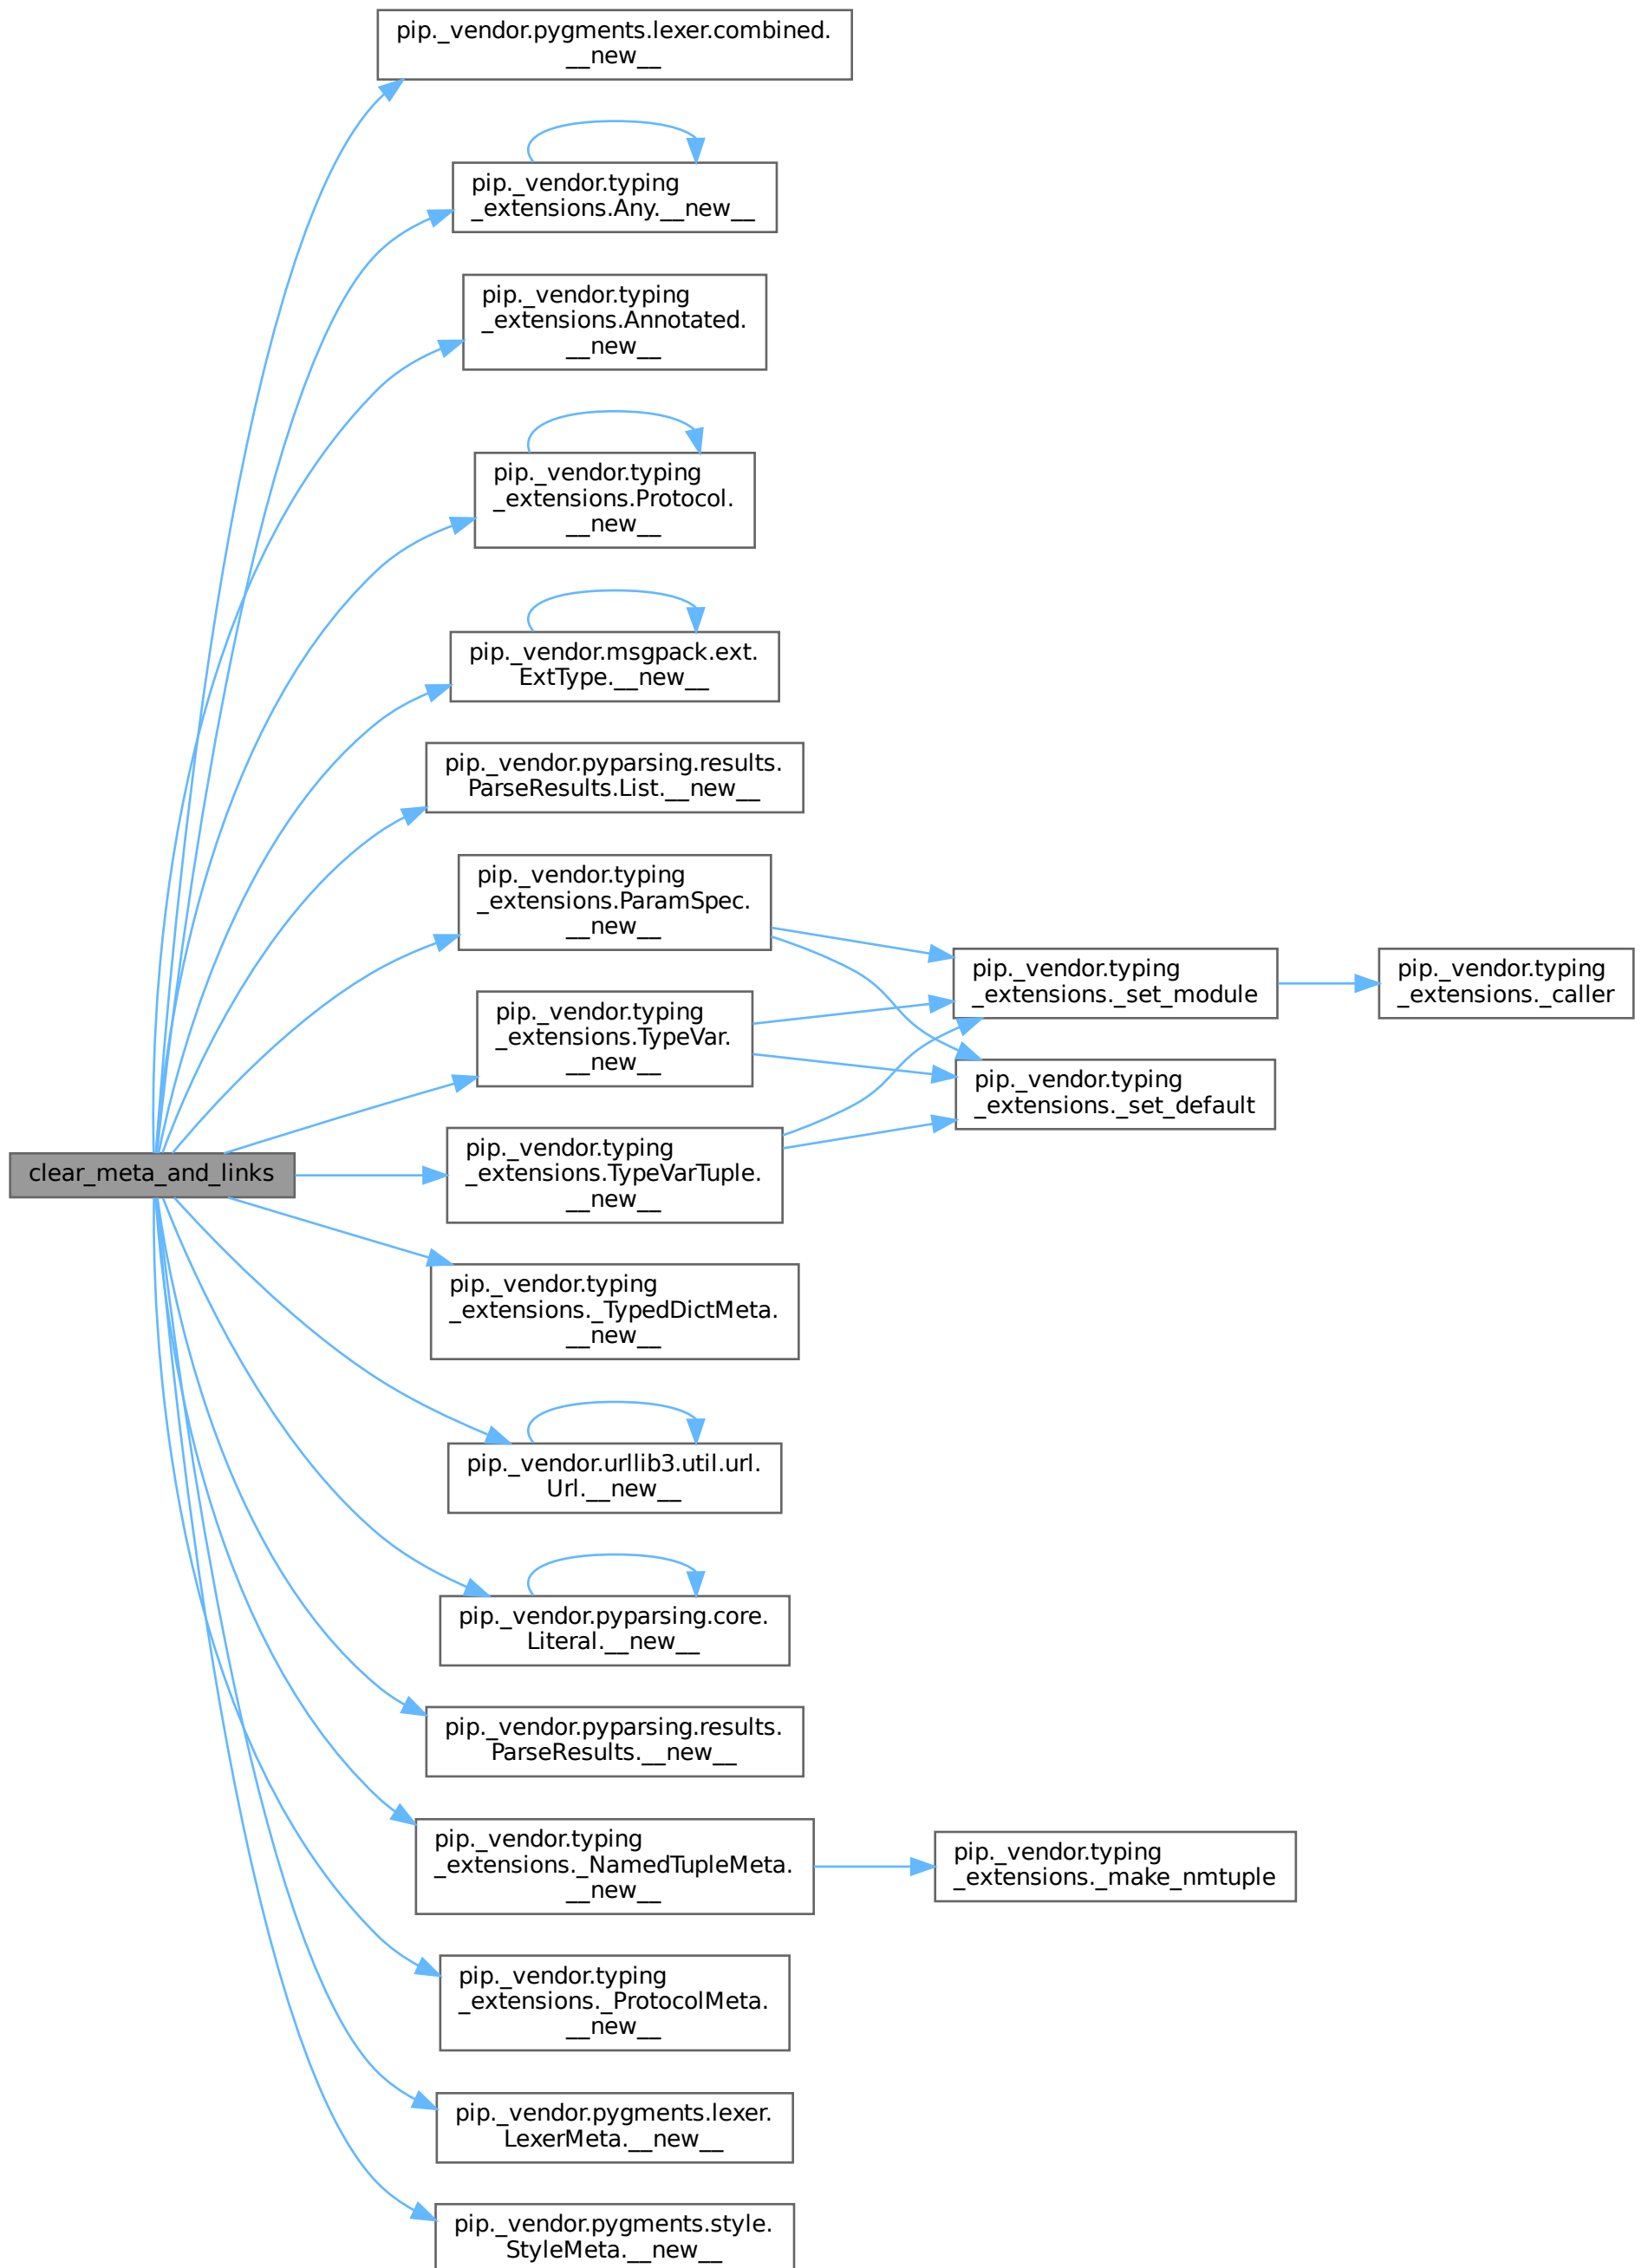 pip._vendor.pygments.lexer.combined.
__new__
pip._vendor.typing
_extensions.Any.__new__
pip._vendor.typing
_extensions.Annotated.
__new__
pip._vendor.typing
_extensions.Protocol.
__new__
pip._vendor.msgpack.ext.
ExtType.__new__
pip._vendor.pyparsing.results.
ParseResults.List.__new__
pip._vendor.typing
_extensions.ParamSpec.
__new__
pip._vendor.typing
_extensions._set_module
pip._vendor.typing
_extensions._caller
pip._vendor.typing
_extensions.TypeVar.
__new__
pip._vendor.typing
_extensions._set_default
clear_meta_and_links
pip._vendor.typing
_extensions.TypeVarTuple.
__new__
pip._vendor.typing
_extensions._TypedDictMeta.
__new__
pip._vendor.urllib3.util.url.
Url.__new__
pip._vendor.pyparsing.core.
Literal.__new__
pip._vendor.pyparsing.results.
ParseResults.__new__
pip._vendor.typing
_extensions._NamedTupleMeta.
__new__
pip._vendor.typing
_extensions._make_nmtuple
pip._vendor.typing
_extensions._ProtocolMeta.
__new__
pip._vendor.pygments.lexer.
LexerMeta.__new__
pip._vendor.pygments.style.
StyleMeta.__new__